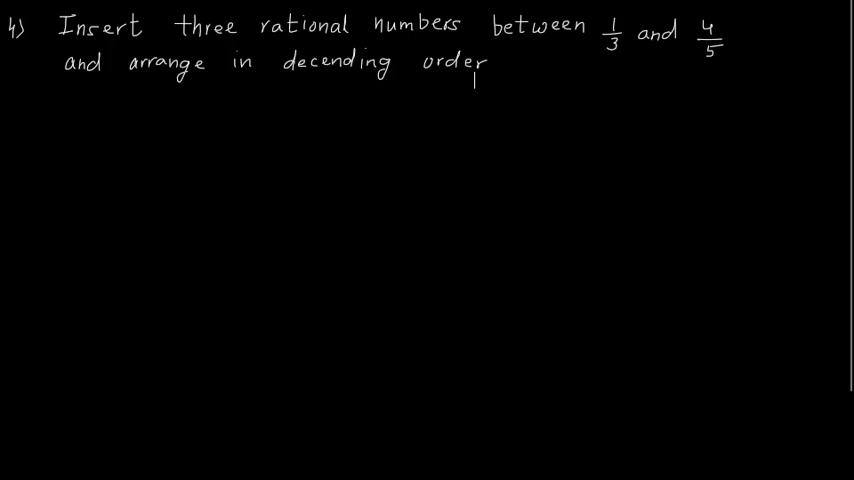 4) Insert three rational numbers between 1/3 and 4/5
and arrange in decending order